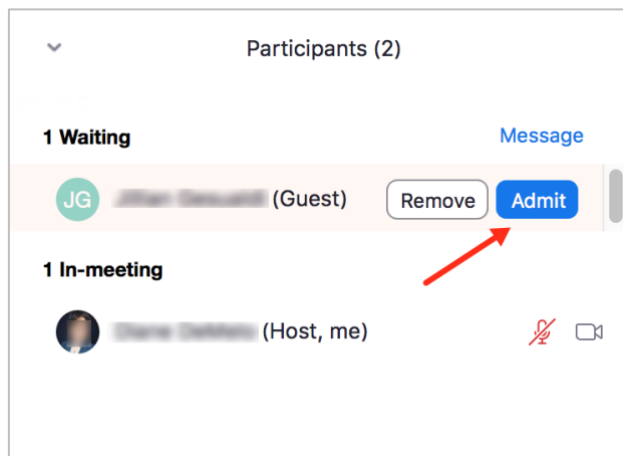 Participants (2)
1 Waiting Message
JG (Guest) Remove Admit
1 In-meeting
(Host, me)